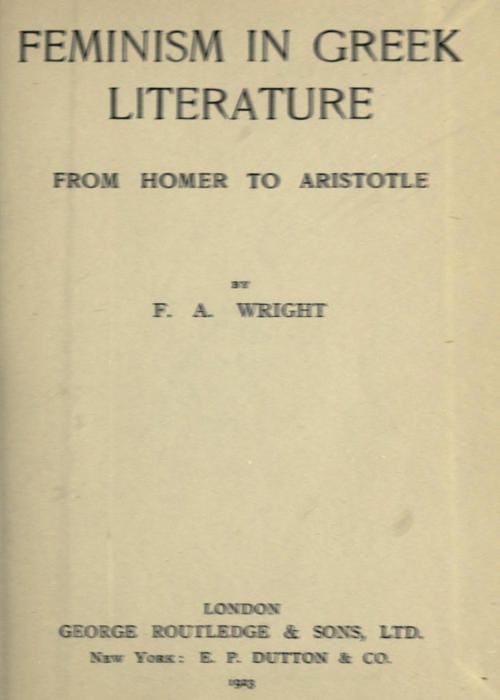 FEMINISM IN GREEK
LITERATURE
FROM HOMER TO ARISTOTLE
BY
F. A. WRIGHT
LONDON
GEORGE ROUTLEDGE & SONS, LTD.
NEW YORK: E. P. DUTTON & CO.
1923